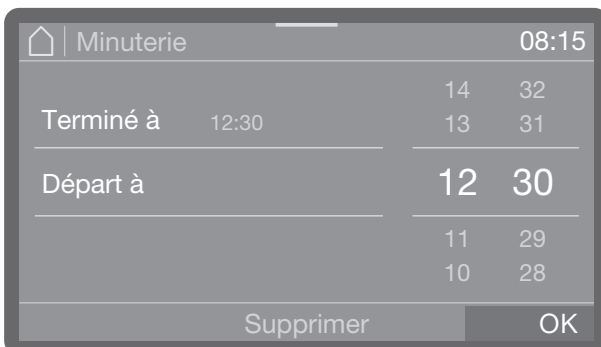 Minuterie 08:15
14 32
Terminé à 12:30 13 31
Départ à 12 30
11 29
10 28
Supprimer OK